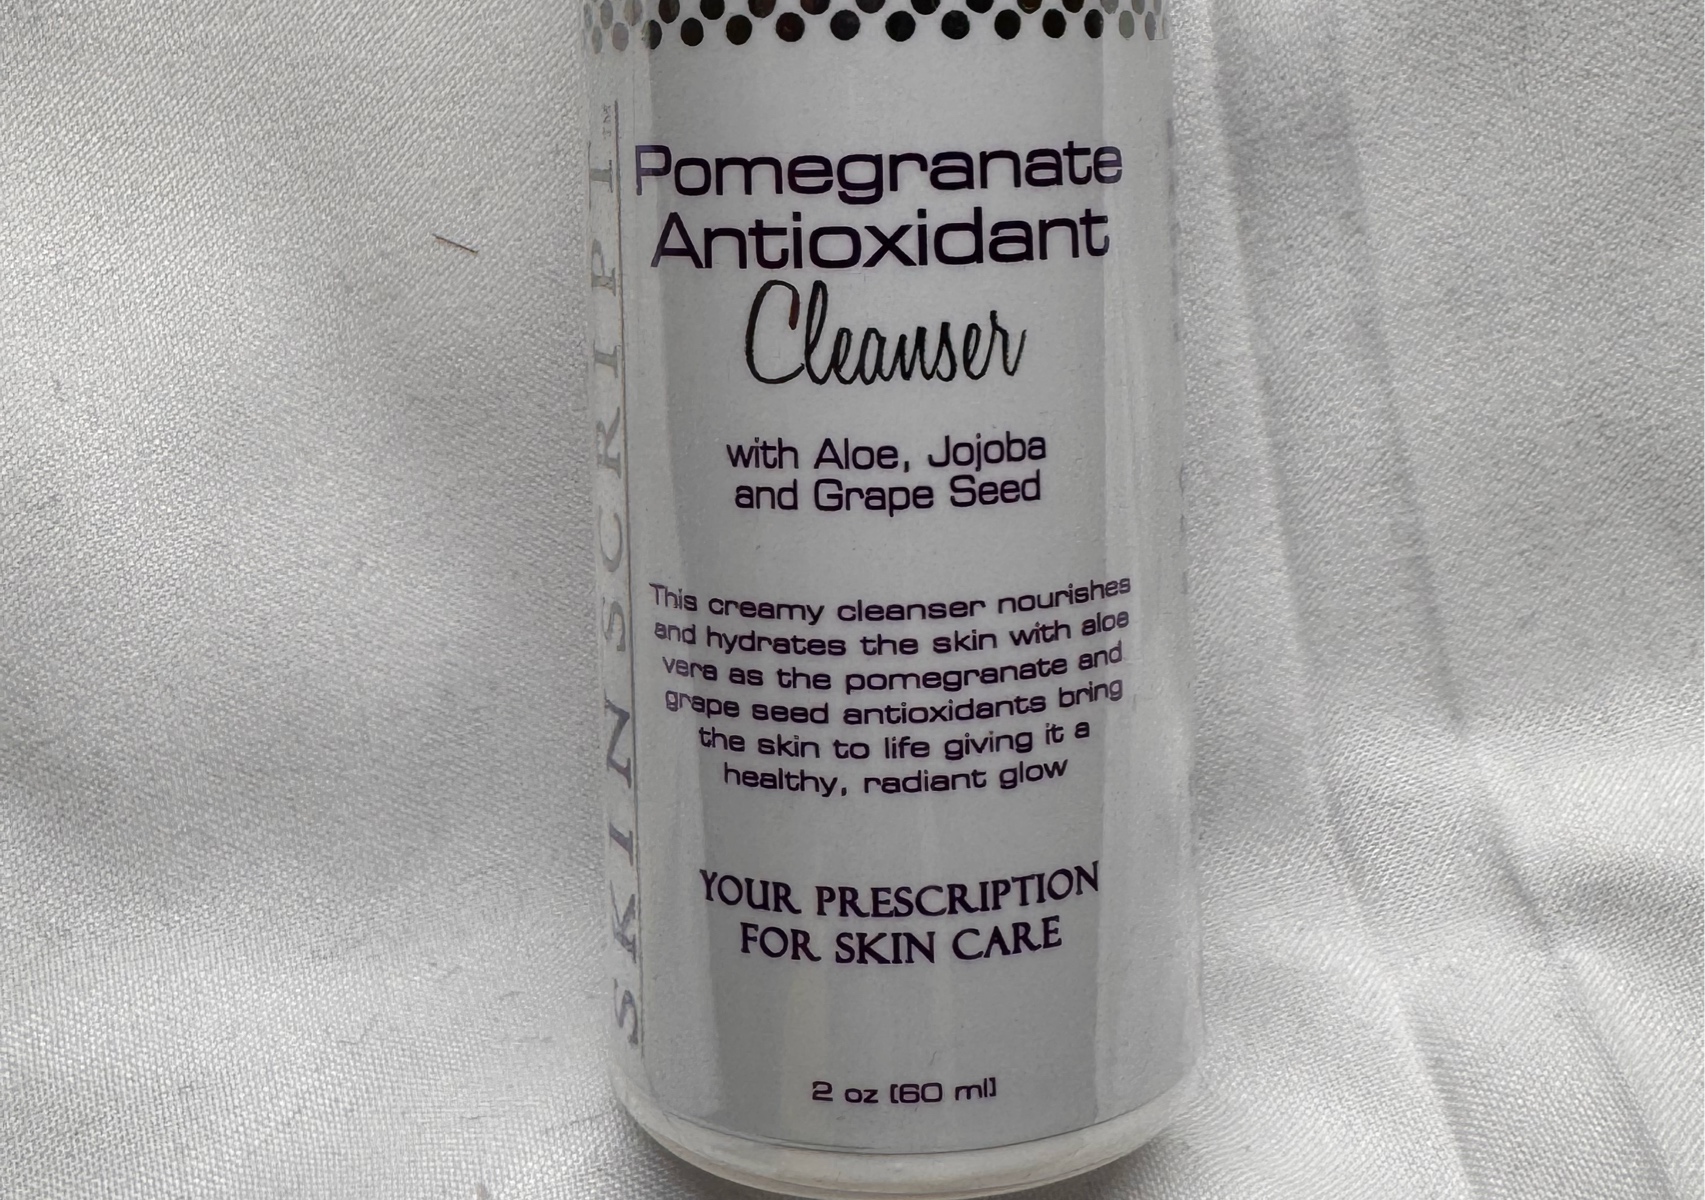 SKIN SCRIPT™
Pomegranate
Antioxidant
Cleanser
with Aloe, Jojoba
and Grape Seed
This creamy cleanser nourishes
and hydrates the skin with aloe
vera as the pomegranate and
grape seed antioxidants bring
the skin to life giving it a
healthy, radiant glow
YOUR PRESCRIPTION
FOR SKIN CARE
2 oz (60 ml)